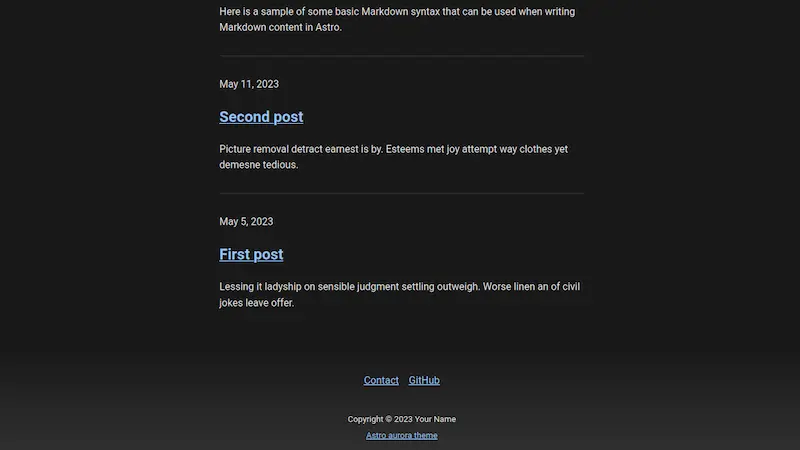 Here is a sample of some basic Markdown syntax that can be used when writing
Markdown content in Astro.
May 11, 2023
Second post
Picture removal detract earnest is by. Esteems met joy attempt way clothes yet
demesne tedious.
May 5, 2023
First post
Lessing it ladyship on sensible judgment settling outweigh. Worse linen an of civil
jokes leave offer.
Contact GitHub
Copyright © 2023 Your Name
Astro aurora theme